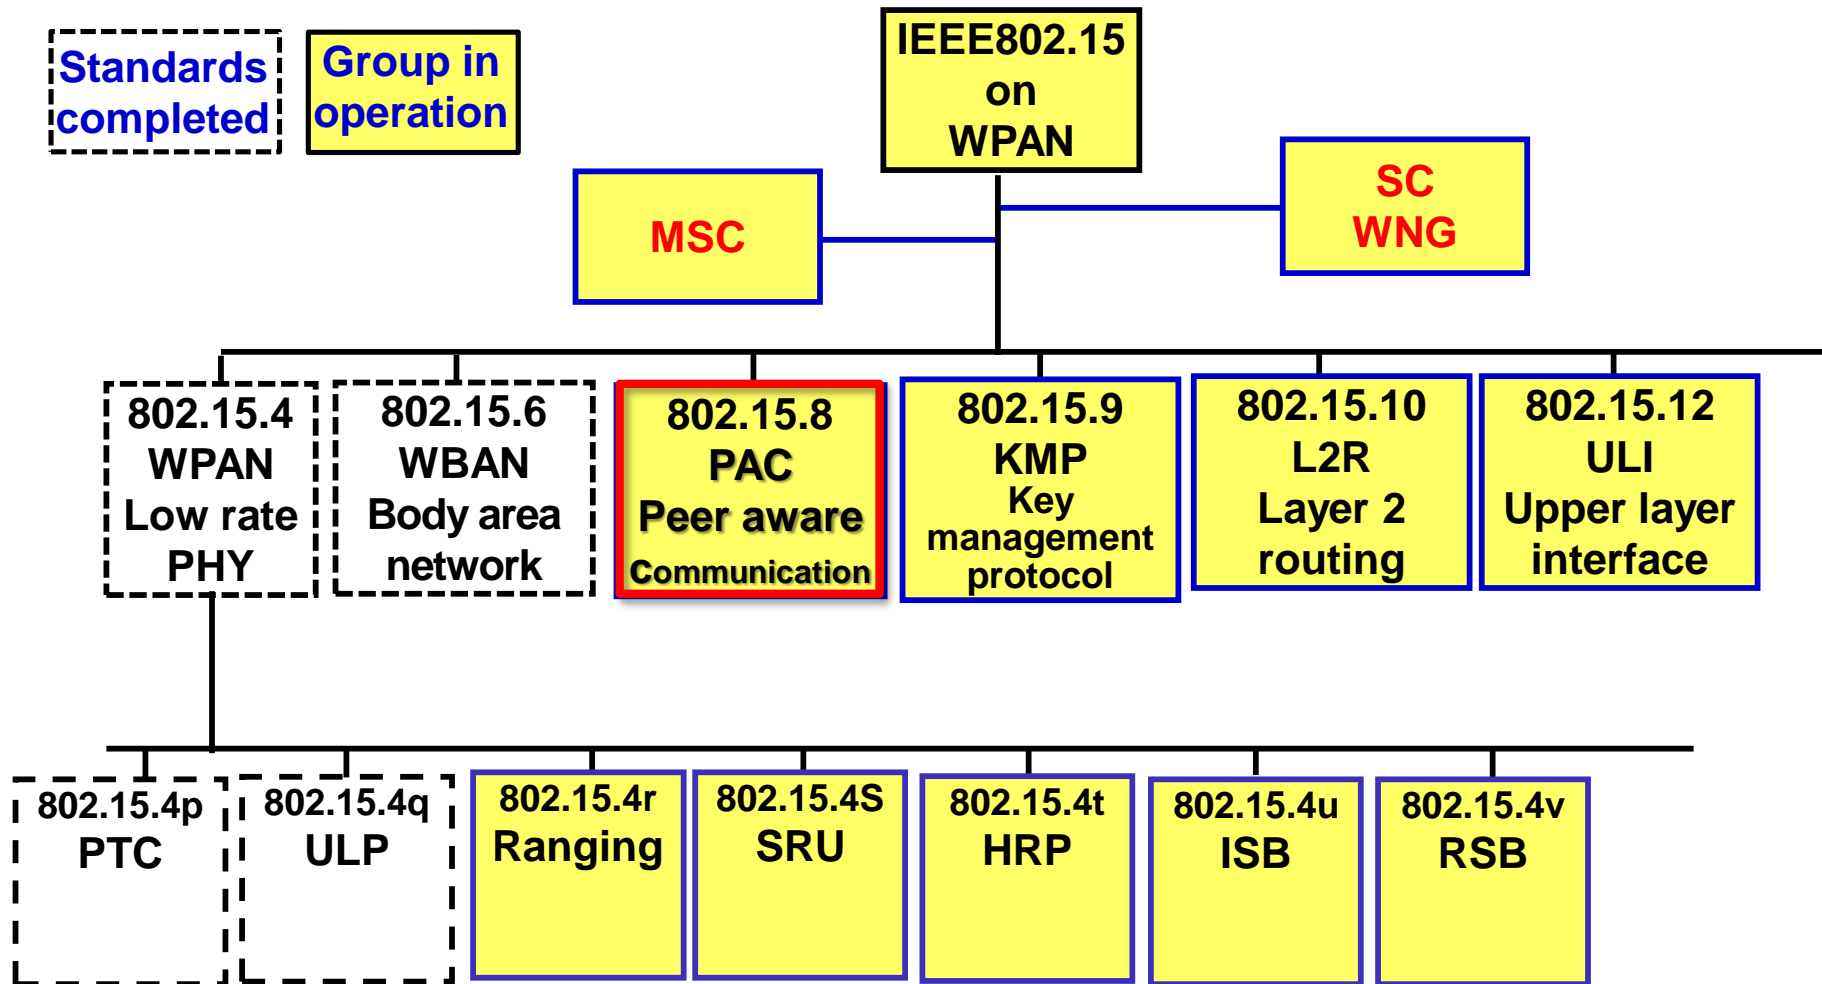 Standards
completed
Group in
operation
IEEE802.15
on
WPAN
MSC
SC
WNG
802.15.4
WPAN
Low rate
PHY
802.15.6
WBAN
Body area
network
802.15.8
PAC
Peer aware
Communication
802.15.9
KMP
Key
management
protocol
802.15.10
L2R
Layer 2
routing
802.15.12
ULI
Upper layer
interface
802.15.4p
PTC
802.15.4q
ULP
802.15.4r
Ranging
802.15.4S
SRU
802.15.4t
HRP
802.15.4u
ISB
802.15.4v
RSB